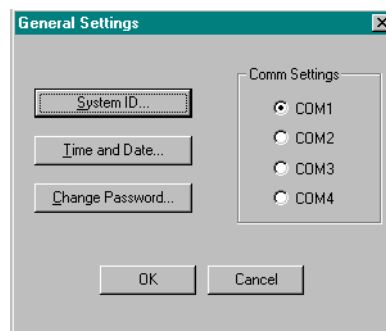 General Settings
System ID...
Time and Date...
Change Password...
Comm Settings
COM1
COM2
COM3
COM4
OK
Cancel